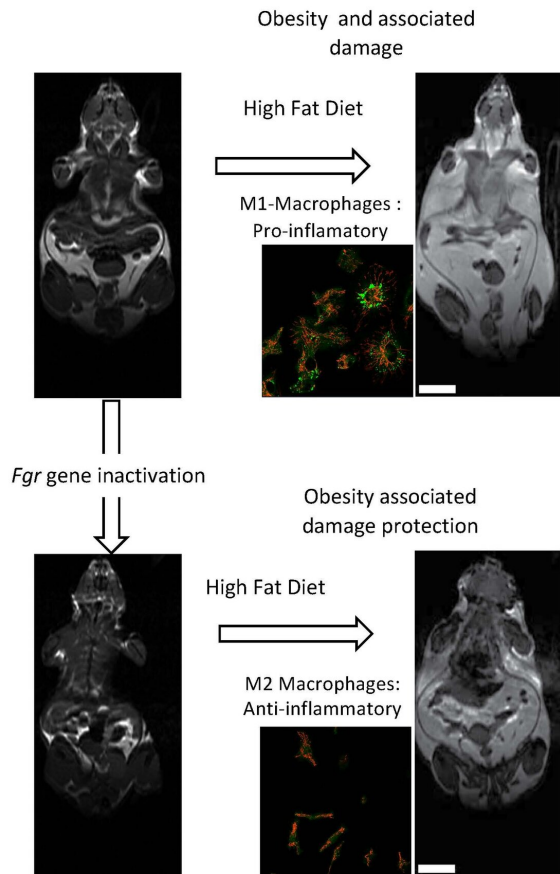 Obesity and associated
damage
High Fat Diet
M1-Macrophages :
Pro-inflamatory
Fgr gene inactivation
Obesity associated
damage protection
High Fat Diet
M2 Macrophages:
Anti-inflammatory